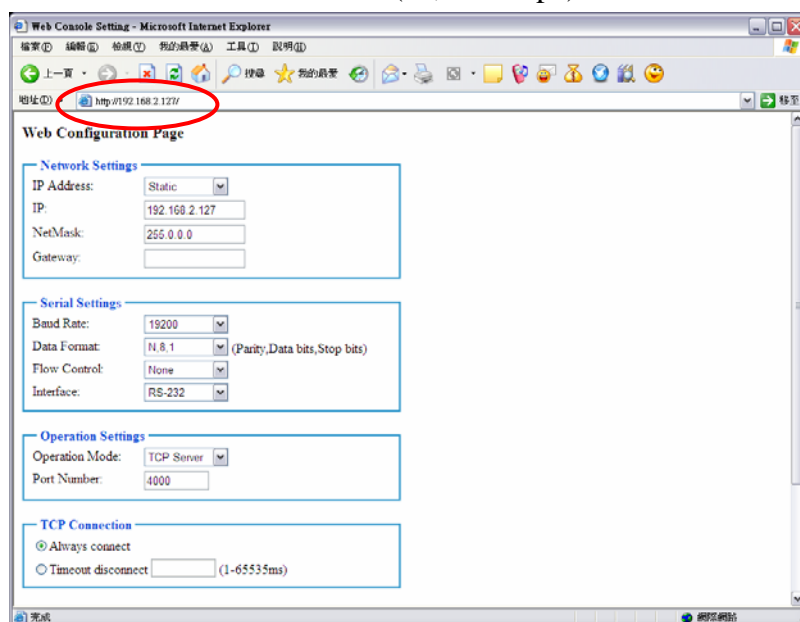 Web Console Setting - Microsoft Internet Explorer
檔案(F) 編輯(E) 檢視(V) 我的最愛(A) 工具(T) 說明(H)
上一頁 搜尋 我的最愛
網址(D) http://192.168.2.127/ 移至
Web Configuration Page
Network Settings
IP Address: Static
IP: 192.168.2.127
NetMask: 255.0.0.0
Gateway:
Serial Settings
Baud Rate: 19200
Data Format: N,8,1 (Parity,Data bits,Stop bits)
Flow Control: None
Interface: RS-232
Operation Settings
Operation Mode: TCP Server
Port Number: 4000
TCP Connection
Always connect
Timeout disconnect (1-65535ms)
完成 網際網路